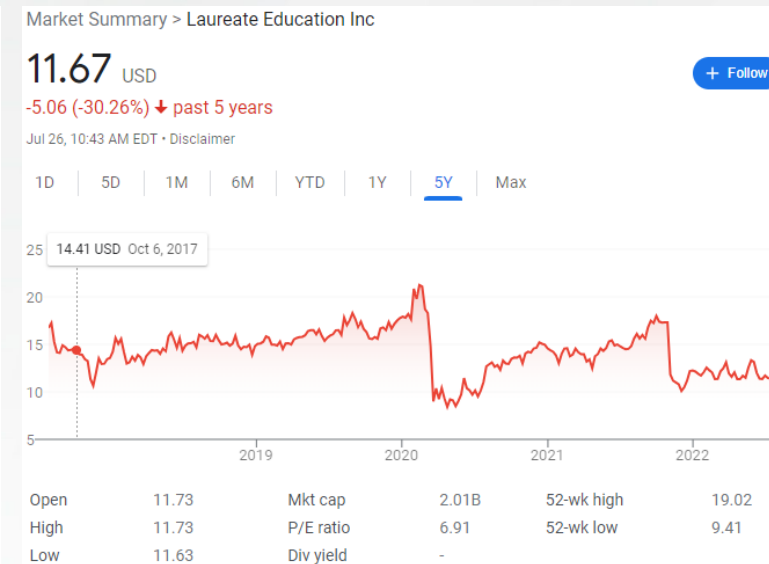 Market Summary > Laureate Education Inc
11.67 USD
+ Follow
-5.06 (-30.26%) ↓ past 5 years
Jul 26, 10:43 AM EDT • Disclaimer
1D 5D 1M 6M YTD 1Y 5Y Max
25
14.41 USD Oct 6, 2017
20
15
10
5
2019 2020 2021 2022
Open 11.73 Mkt cap 2.01B 52-wk high 19.02
High 11.73 P/E ratio 6.91 52-wk low 9.41
Low 11.63 Div yield -